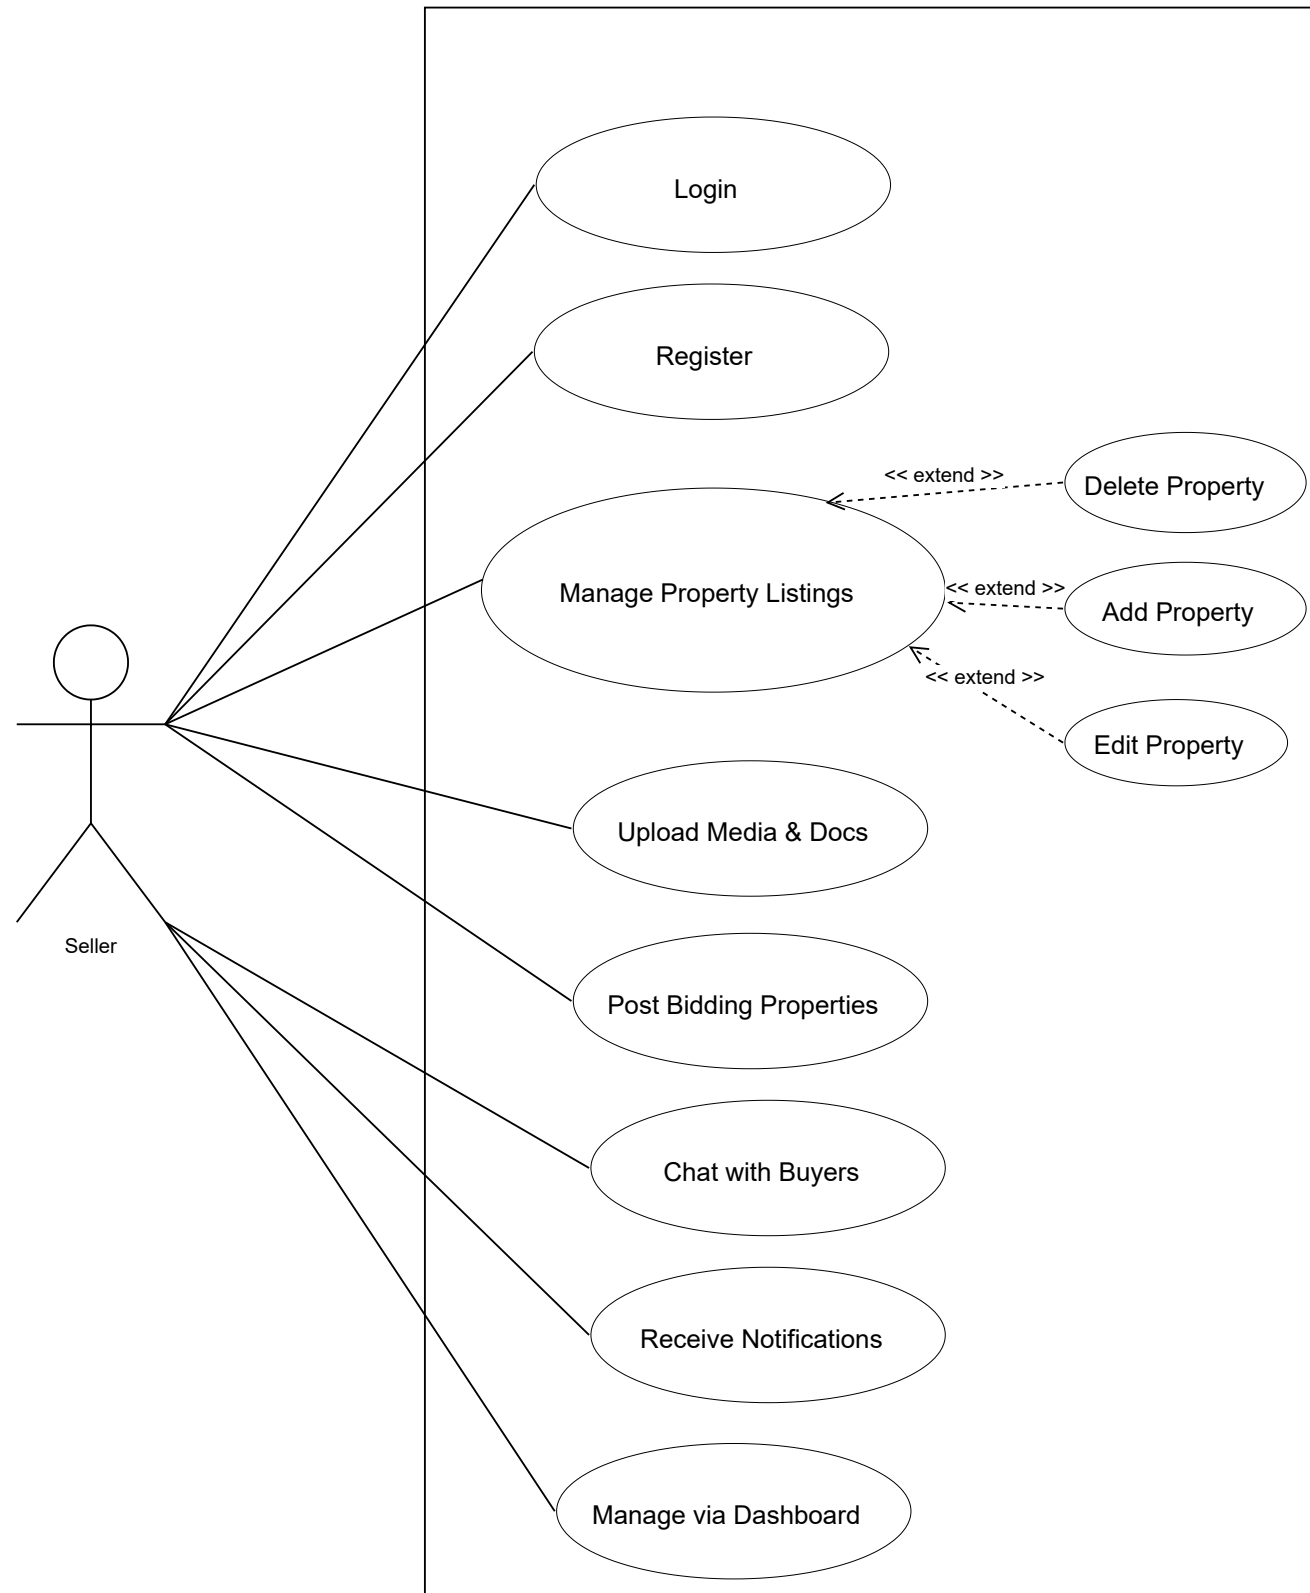 Login
Register
<< extend >>
Delete Property
Manage Property Listings
<< extend >>
Add Property
<< extend >>
Edit Property
Upload Media & Docs
Seller
Post Bidding Properties
Chat with Buyers
Receive Notifications
Manage via Dashboard